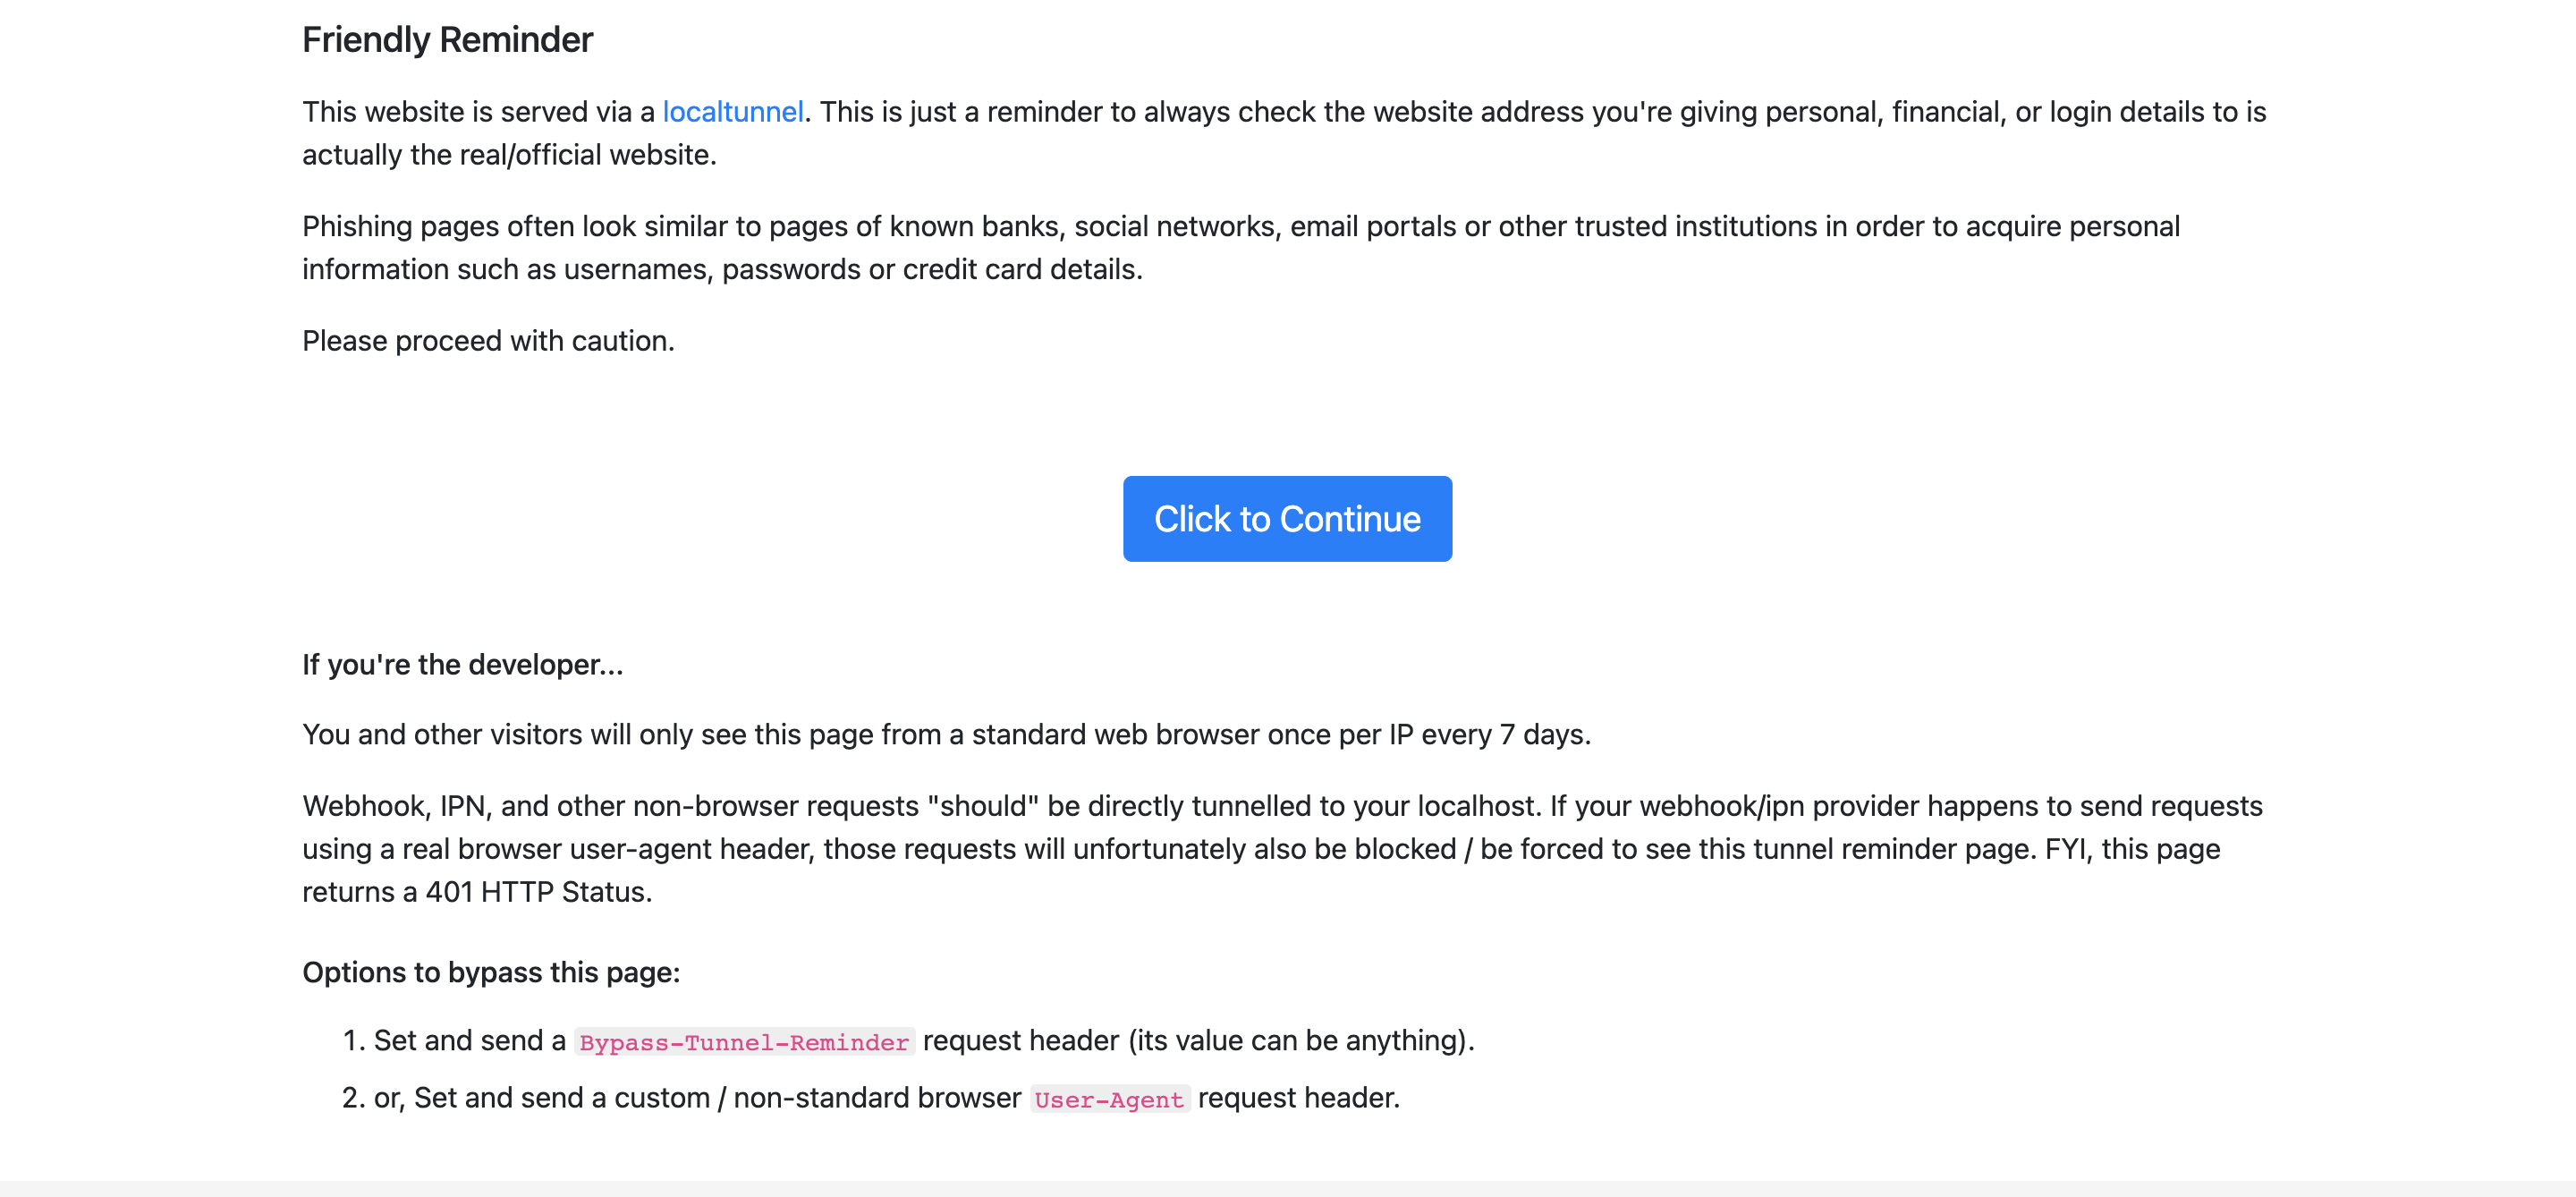 Friendly Reminder
This website is served via a localtunnel. This is just a reminder to always check the website address you're giving personal, financial, or login details to is
actually the real/official website.
Phishing pages often look similar to pages of known banks, social networks, email portals or other trusted institutions in order to acquire personal
information such as usernames, passwords or credit card details.
Please proceed with caution.
Click to Continue
If you're the developer...
You and other visitors will only see this page from a standard web browser once per IP every 7 days.
Webhook, IPN, and other non-browser requests "should" be directly tunnelled to your localhost. If your webhook/ipn provider happens to send requests
using a real browser user-agent header, those requests will unfortunately also be blocked / be forced to see this tunnel reminder page. FYI, this page
returns a 401 HTTP Status.
Options to bypass this page:
1. Set and send a Bypass-Tunnel-Reminder request header (its value can be anything).
2. or, Set and send a custom / non-standard browser User-Agent request header.